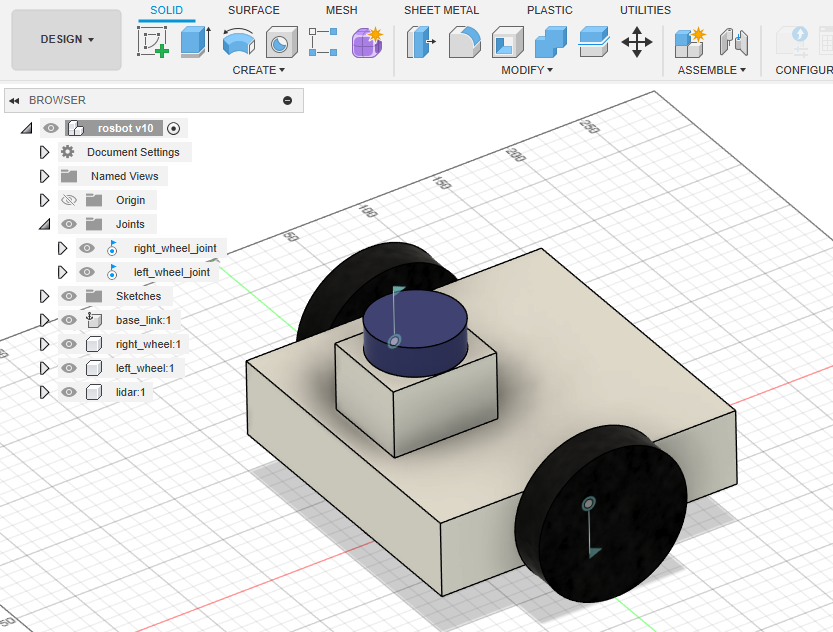 SOLID SURFACE MESH SHEET METAL PLASTIC UTILITIES
DESIGN
CREATE MODIFY ASSEMBLE CONFIGUR
BROWSER
rosbot v10
Document Settings
Named Views
Origin
Joints
right_wheel_joint
left_wheel_joint
Sketches
base_link:1
right_wheel:1
left_wheel:1
lidar:1
250
200
150
100
50
50